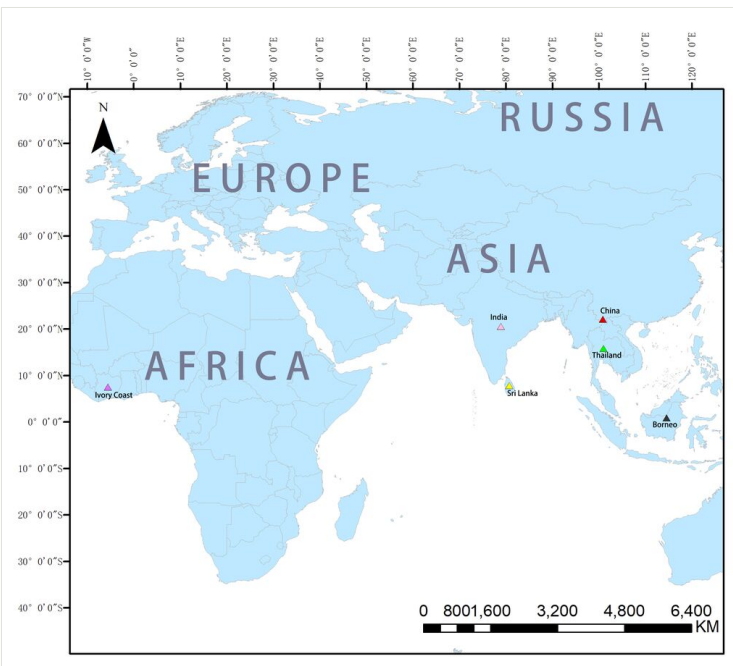 10° 0'0"W
0° 0'0"
10° 0'0"E
20° 0'0"E
30° 0'0"E
40° 0'0"E
50° 0'0"E
60° 0'0"E
70° 0'0"E
80° 0'0"E
90° 0'0"E
100° 0'0"E
110° 0'0"E
120° 0'0"E
70° 0'0"N
N
RUSSIA
60° 0'0"N
EUROPE
50° 0'0"N
40° 0'0"N
ASIA
30° 0'0"N
China
India
20° 0'0"N
Thailand
AFRICA
10° 0'0"N
Ivory Coast
Sri Lanka
0° 0'0"
Borneo
10° 0'0"S
20° 0'0"S
30° 0'0"S
40° 0'0"S
0 800 1,600 3,200 4,800 6,400
KM